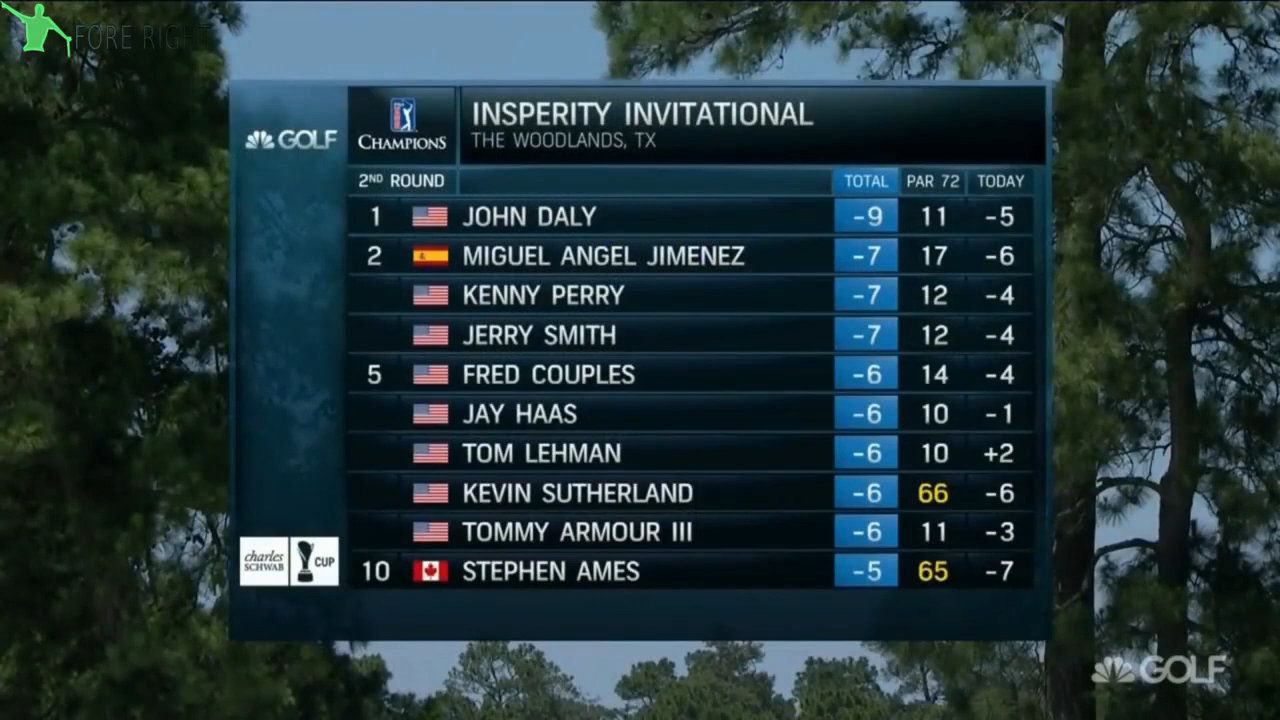 FORE RIGHT
GOLF
PGA TOUR
CHAMPIONS
INSPERITY INVITATIONAL
THE WOODLANDS, TX
2ND ROUND TOTAL PAR 72 TODAY
1 JOHN DALY -9 11 -5
2 MIGUEL ANGEL JIMENEZ -7 17 -6
KENNY PERRY -7 12 -4
JERRY SMITH -7 12 -4
5 FRED COUPLES -6 14 -4
JAY HAAS -6 10 -1
TOM LEHMAN -6 10 +2
KEVIN SUTHERLAND -6 66 -6
TOMMY ARMOUR III -6 11 -3
10 STEPHEN AMES -5 65 -7
charles
SCHWAB
CUP
GOLF